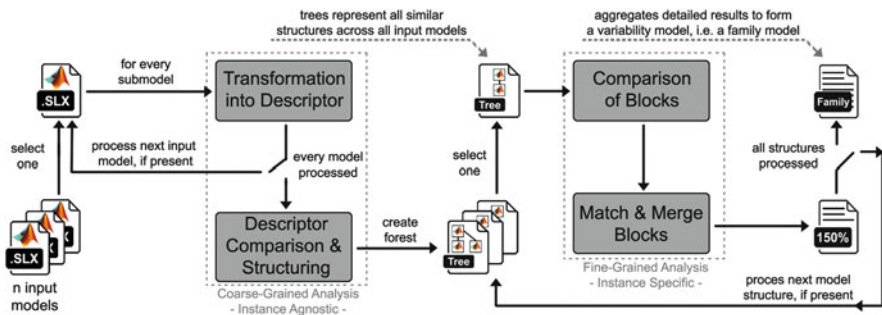 trees represent all similar
structures across all input models
aggregates detailed results to form
a variability model, i.e. a family model
for every
submodel
Transformation
into Descriptor
.SLX
Tree
Comparison
of Blocks
Family
select
one
process next input
model, if present
every model
processed
select
one
all structures
processed
.SLX
n input
models
Descriptor
Comparison &
Structuring
create
forest
Tree
Match & Merge
Blocks
150%
Coarse-Grained Analysis
- Instance Agnostic -
Fine-Grained Analysis
- Instance Specific -
proces next model
structure, if present